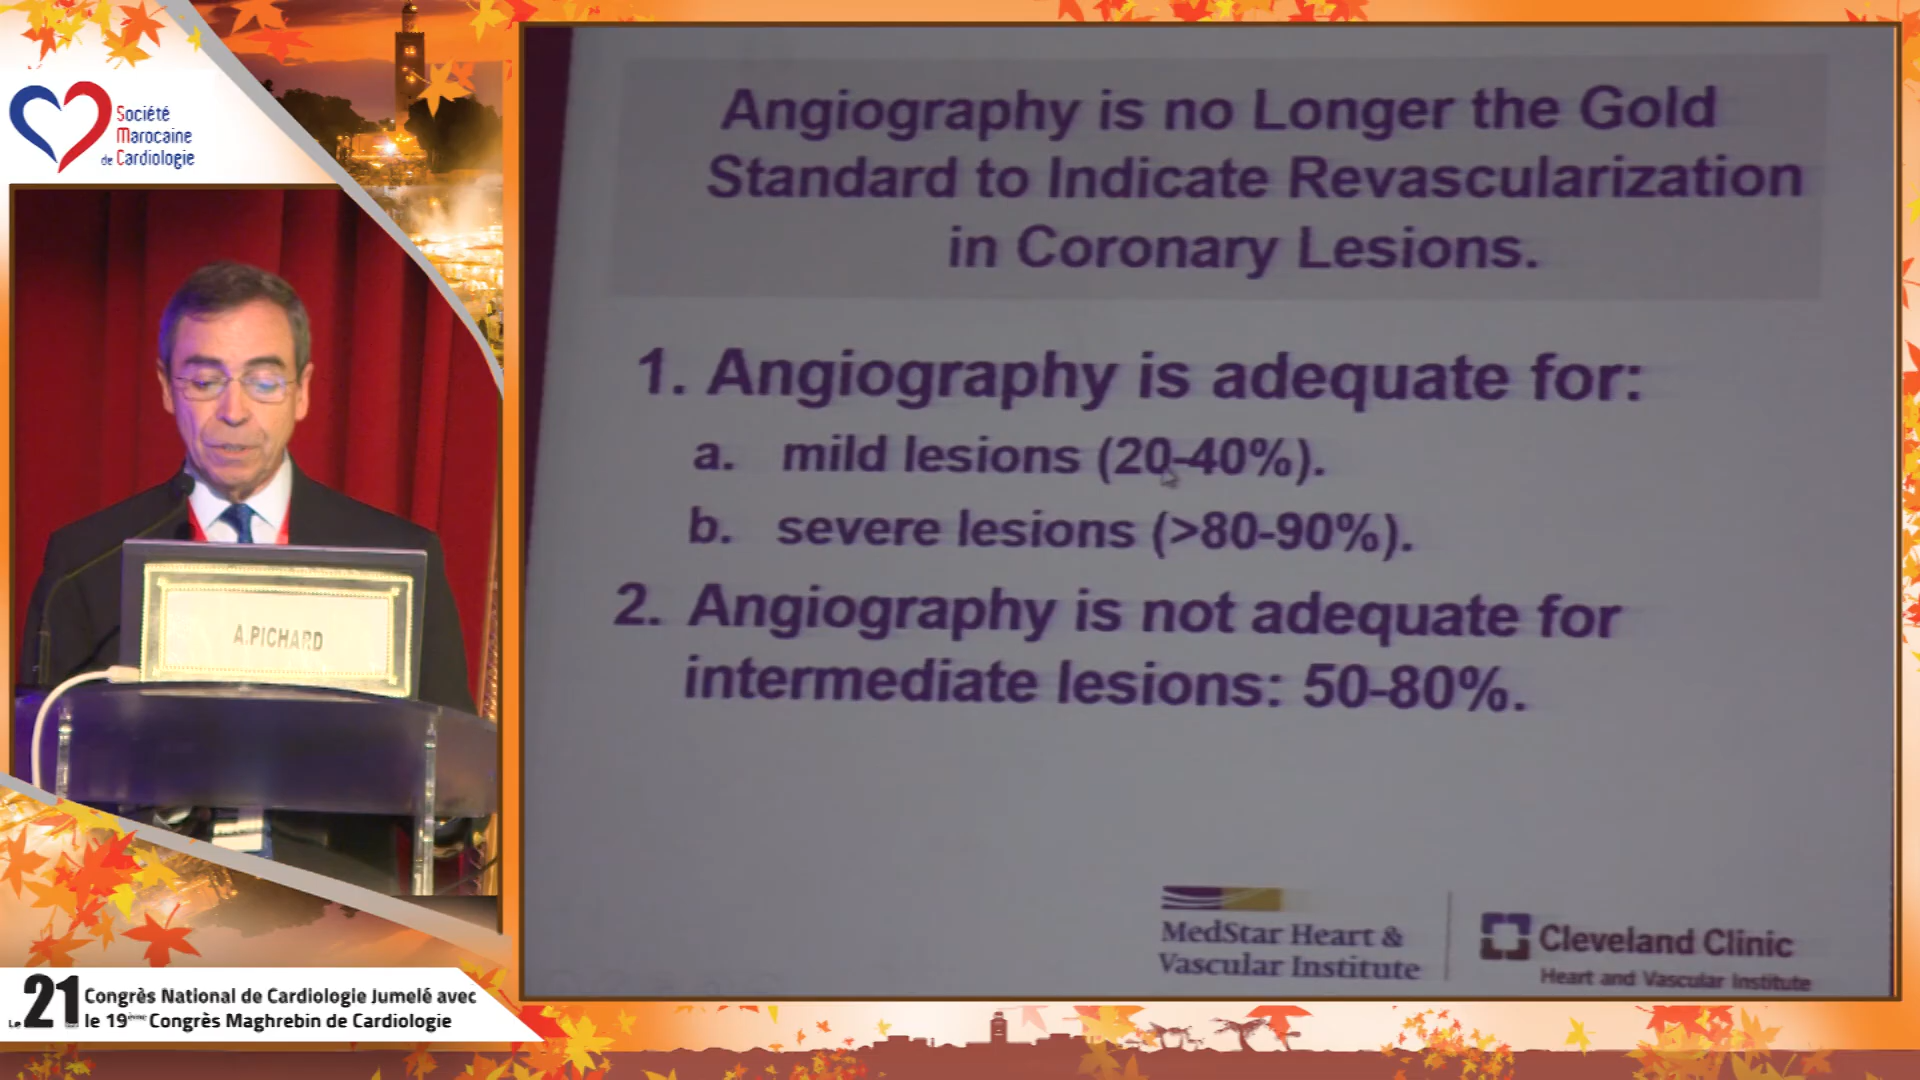 Société
Marocaine
de Cardiologie
A.PICHARD
Le 21
Congrès National de Cardiologie Jumelé avec
le 19ème Congrès Maghrebin de Cardiologie
Angiography is no Longer the Gold
Standard to Indicate Revascularization
in Coronary Lesions.
1. Angiography is adequate for:
a. mild lesions (20-40%).
b. severe lesions (>80-90%).
2. Angiography is not adequate for
intermediate lesions: 50-80%.
MedStar Heart &
Vascular Institute
Cleveland Clinic
Heart and Vascular Institute